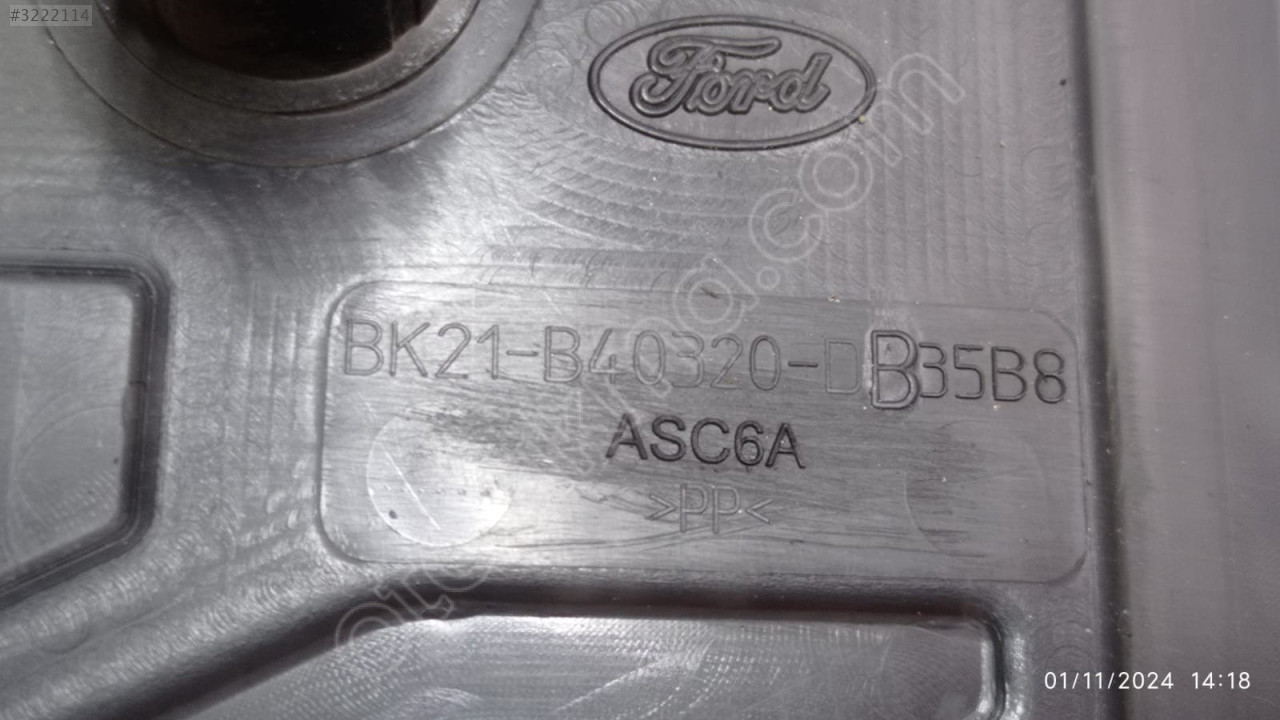 #3222114
Ford
BK21-B40320-DB35B8
ASC6A
>PP<
01/11/2024 14:18